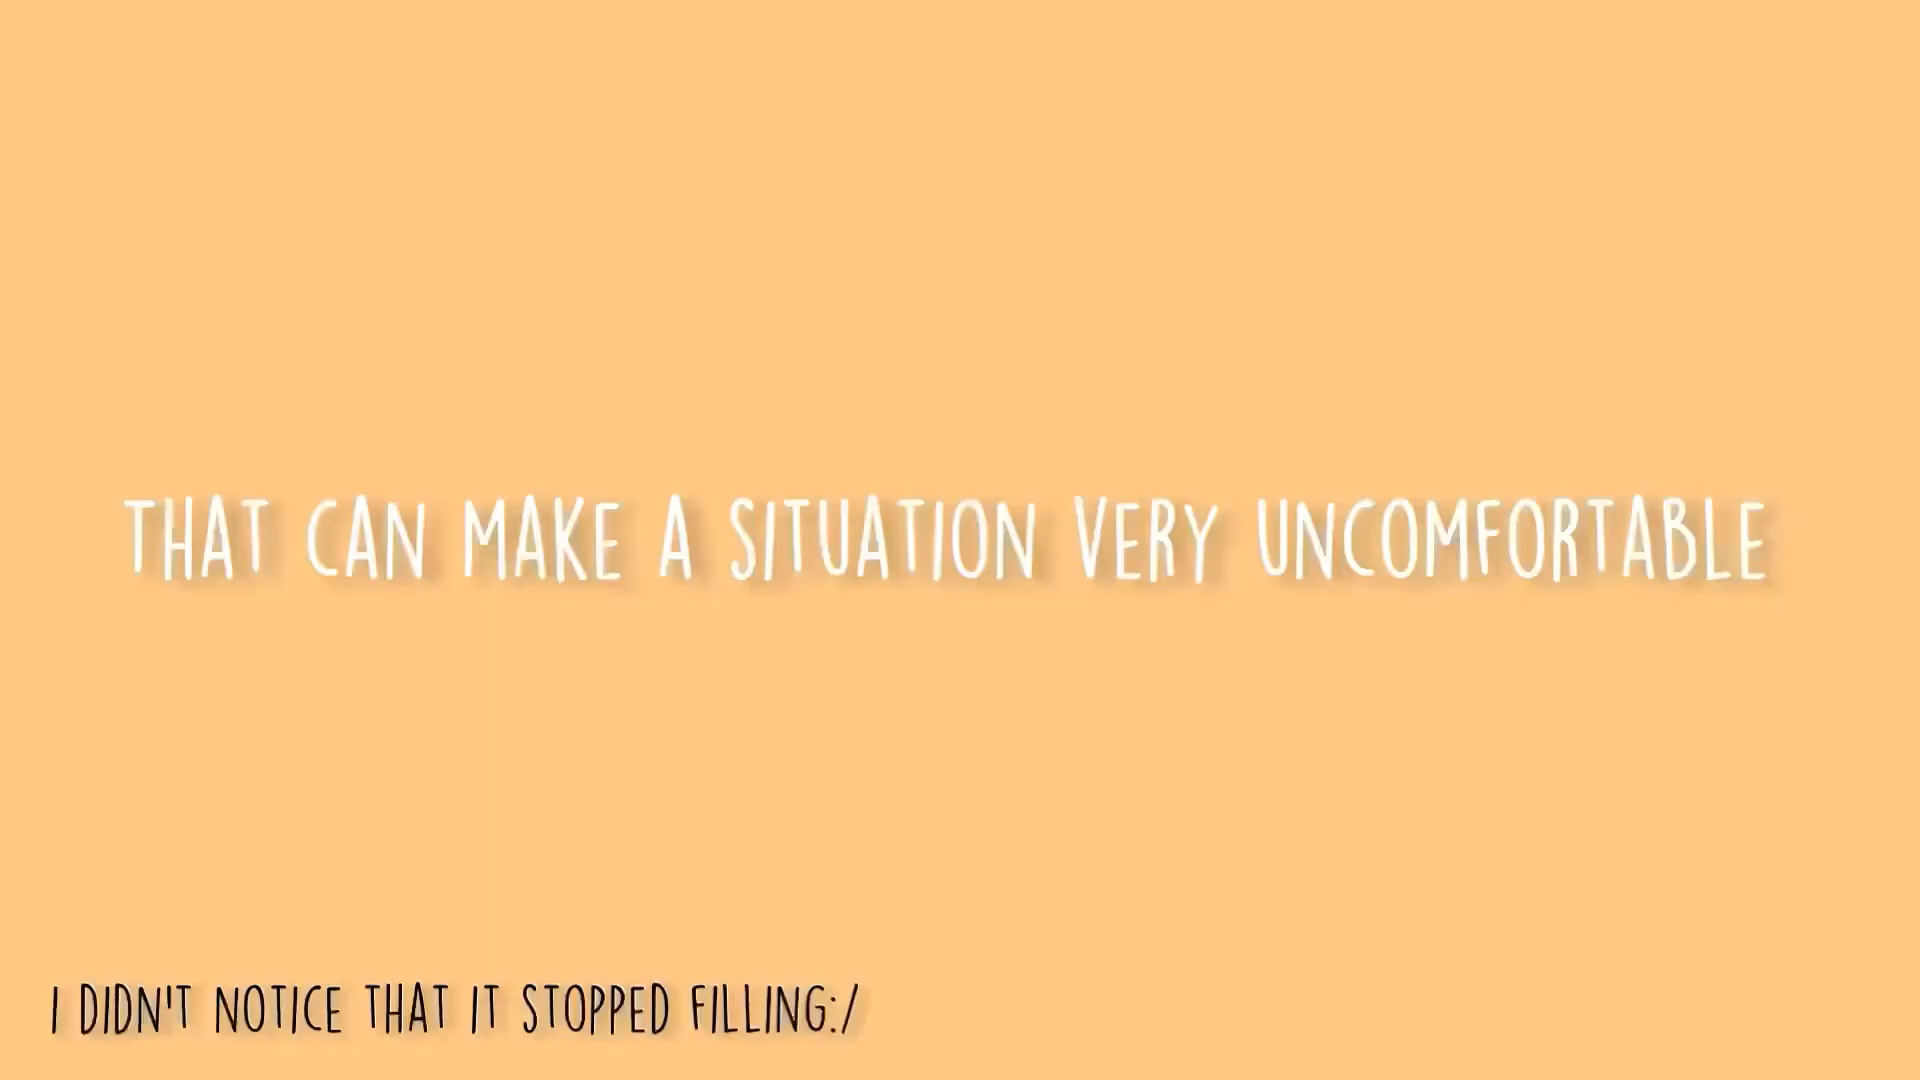 THAT CAN MAKE A SITUATION VERY UNCOMFORTABLE
I DIDN'T NOTICE THAT IT STOPPED FILLING:/